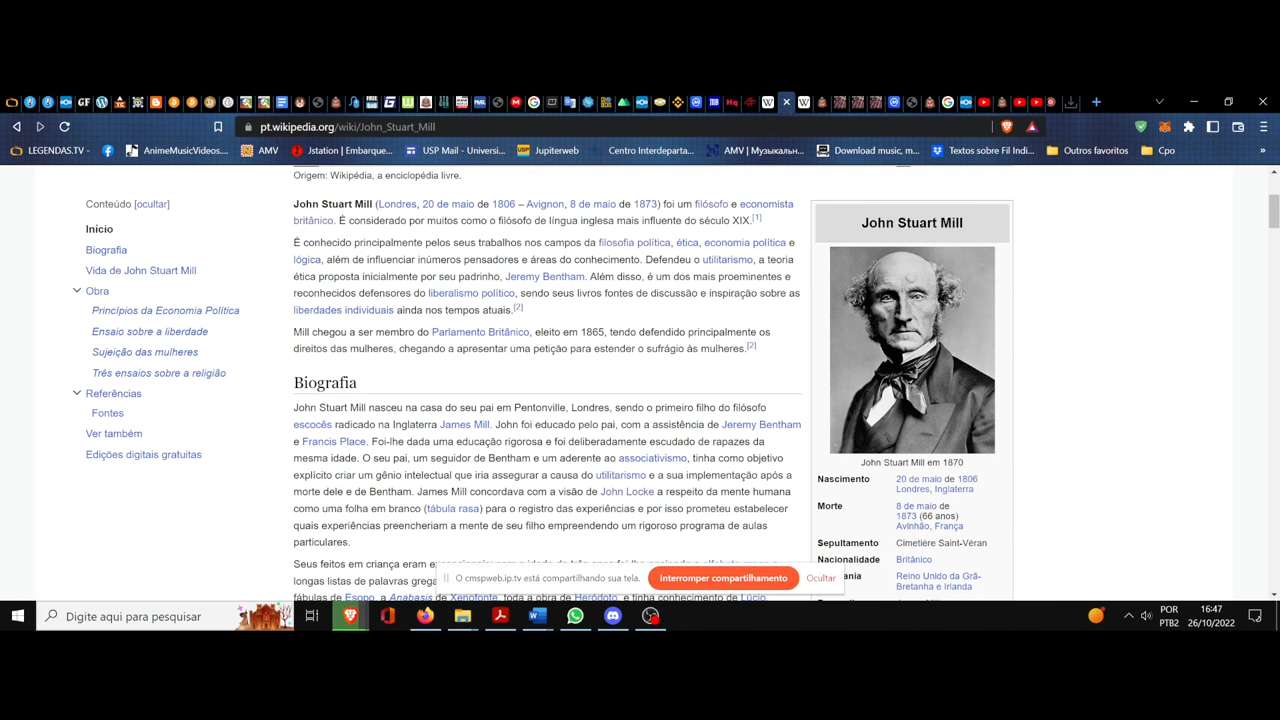 pt.wikipedia.org/wiki/John_Stuart_Mill
LEGENDAS.TV - AnimeMusicVideos.... AMV Jstation | Embarque... USP Mail - Universi... Jupiterweb Centro Interdeparta... AMV | Музыкальн... Download music, m... Textos sobre Fil Indi... Outros favoritos Cpo »
Origem: Wikipédia, a enciclopédia livre.
Conteúdo [ocultar]
Início
Biografia
Vida de John Stuart Mill
Obra
Princípios da Economia Política
Ensaio sobre a liberdade
Sujeição das mulheres
Três ensaios sobre a religião
Referências
Fontes
Ver também
Edições digitais gratuitas
John Stuart Mill (Londres, 20 de maio de 1806 – Avignon, 8 de maio de 1873) foi um filósofo e economista
britânico. É considerado por muitos como o filósofo de língua inglesa mais influente do século XIX.[1]
É conhecido principalmente pelos seus trabalhos nos campos da filosofia política, ética, economia política e
lógica, além de influenciar inúmeros pensadores e áreas do conhecimento. Defendeu o utilitarismo, a teoria
ética proposta inicialmente por seu padrinho, Jeremy Bentham. Além disso, é um dos mais proeminentes e
reconhecidos defensores do liberalismo político, sendo seus livros fontes de discussão e inspiração sobre as
liberdades individuais ainda nos tempos atuais.[2]
Mill chegou a ser membro do Parlamento Britânico, eleito em 1865, tendo defendido principalmente os
direitos das mulheres, chegando a apresentar uma petição para estender o sufrágio às mulheres.[2]
Biografia
John Stuart Mill nasceu na casa do seu pai em Pentonville, Londres, sendo o primeiro filho do filósofo
escocês radicado na Inglaterra James Mill. John foi educado pelo pai, com a assistência de Jeremy Bentham
e Francis Place. Foi-lhe dada uma educação rigorosa e foi deliberadamente escudado de rapazes da
mesma idade. O seu pai, um seguidor de Bentham e um aderente ao associativismo, tinha como objetivo
explícito criar um gênio intelectual que iria assegurar a causa do utilitarismo e a sua implementação após a
morte dele e de Bentham. James Mill concordava com a visão de John Locke a respeito da mente humana
como uma folha em branco (tábula rasa) para o registro das experiências e por isso prometeu estabelecer
quais experiências preencheriam a mente de seu filho empreendendo um rigoroso programa de aulas
particulares.
Seus feitos em criança eram
longas listas de palavras grega
fábulas de Esopo, a Anabasis de Xenofonte, toda a obra de Heródoto, e tinha conhecimento de Lúcio,
John Stuart Mill
John Stuart Mill em 1870
Nascimento 20 de maio de 1806
Londres, Inglaterra
Morte 8 de maio de
1873 (66 anos)
Avinhão, França
Sepultamento Cimetière Saint-Véran
Nacionalidade Britânico
ania Reino Unido da Grã-
Bretanha e Irlanda
O cmspweb.ip.tv está compartilhando sua tela. Interromper compartilhamento Ocultar
Digite aqui para pesquisar
POR
PTB2
16:47
26/10/2022